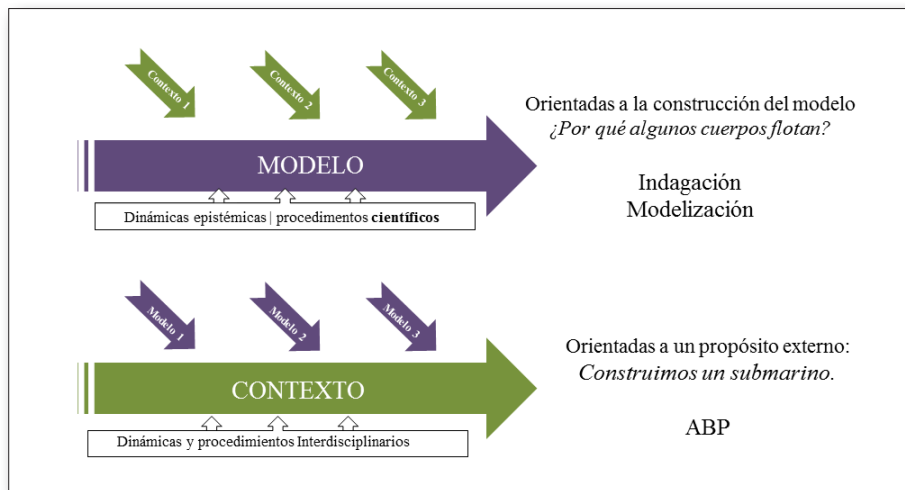 Contexto 1
Contexto 2
Contexto 3
MODELO
Dinámicas epistémicas | procedimentos científicos
Orientadas a la construcción del modelo
¿Por qué algunos cuerpos flotan?
Indagación
Modelización
Modelo 1
Modelo 2
Modelo 3
CONTEXTO
Dinámicas y procedimientos Interdisciplinarios
Orientadas a un propósito externo:
Construimos un submarino.
ABP